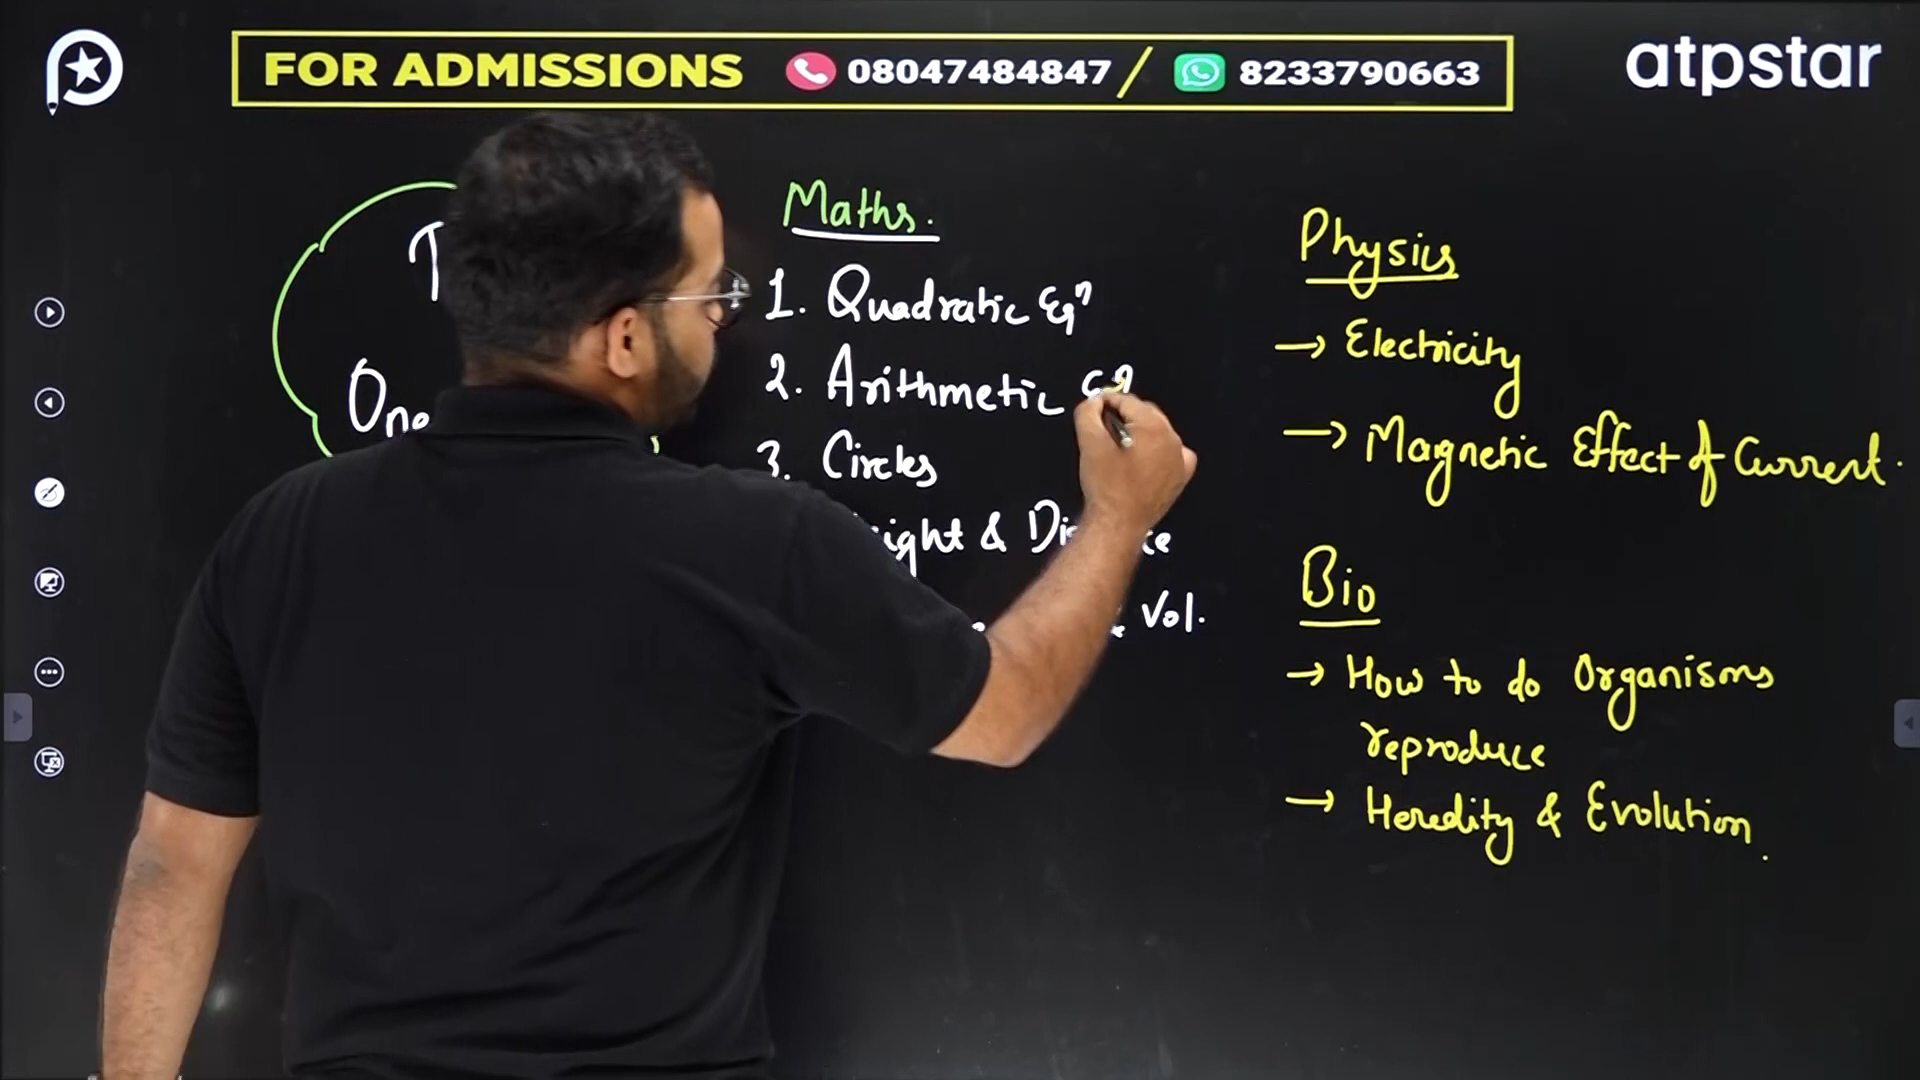 FOR ADMISSIONS 08047484847 / 8233790663
atpstar
Maths.
1. Quadratic Eqⁿ
2. Arithmetic
3. Circles
& Vol.
Physics
→ Electricity
→ Magnetic Effect of Current.
Bio
→ How to do Organisms
reproduce
→ Heredity & Evolution.